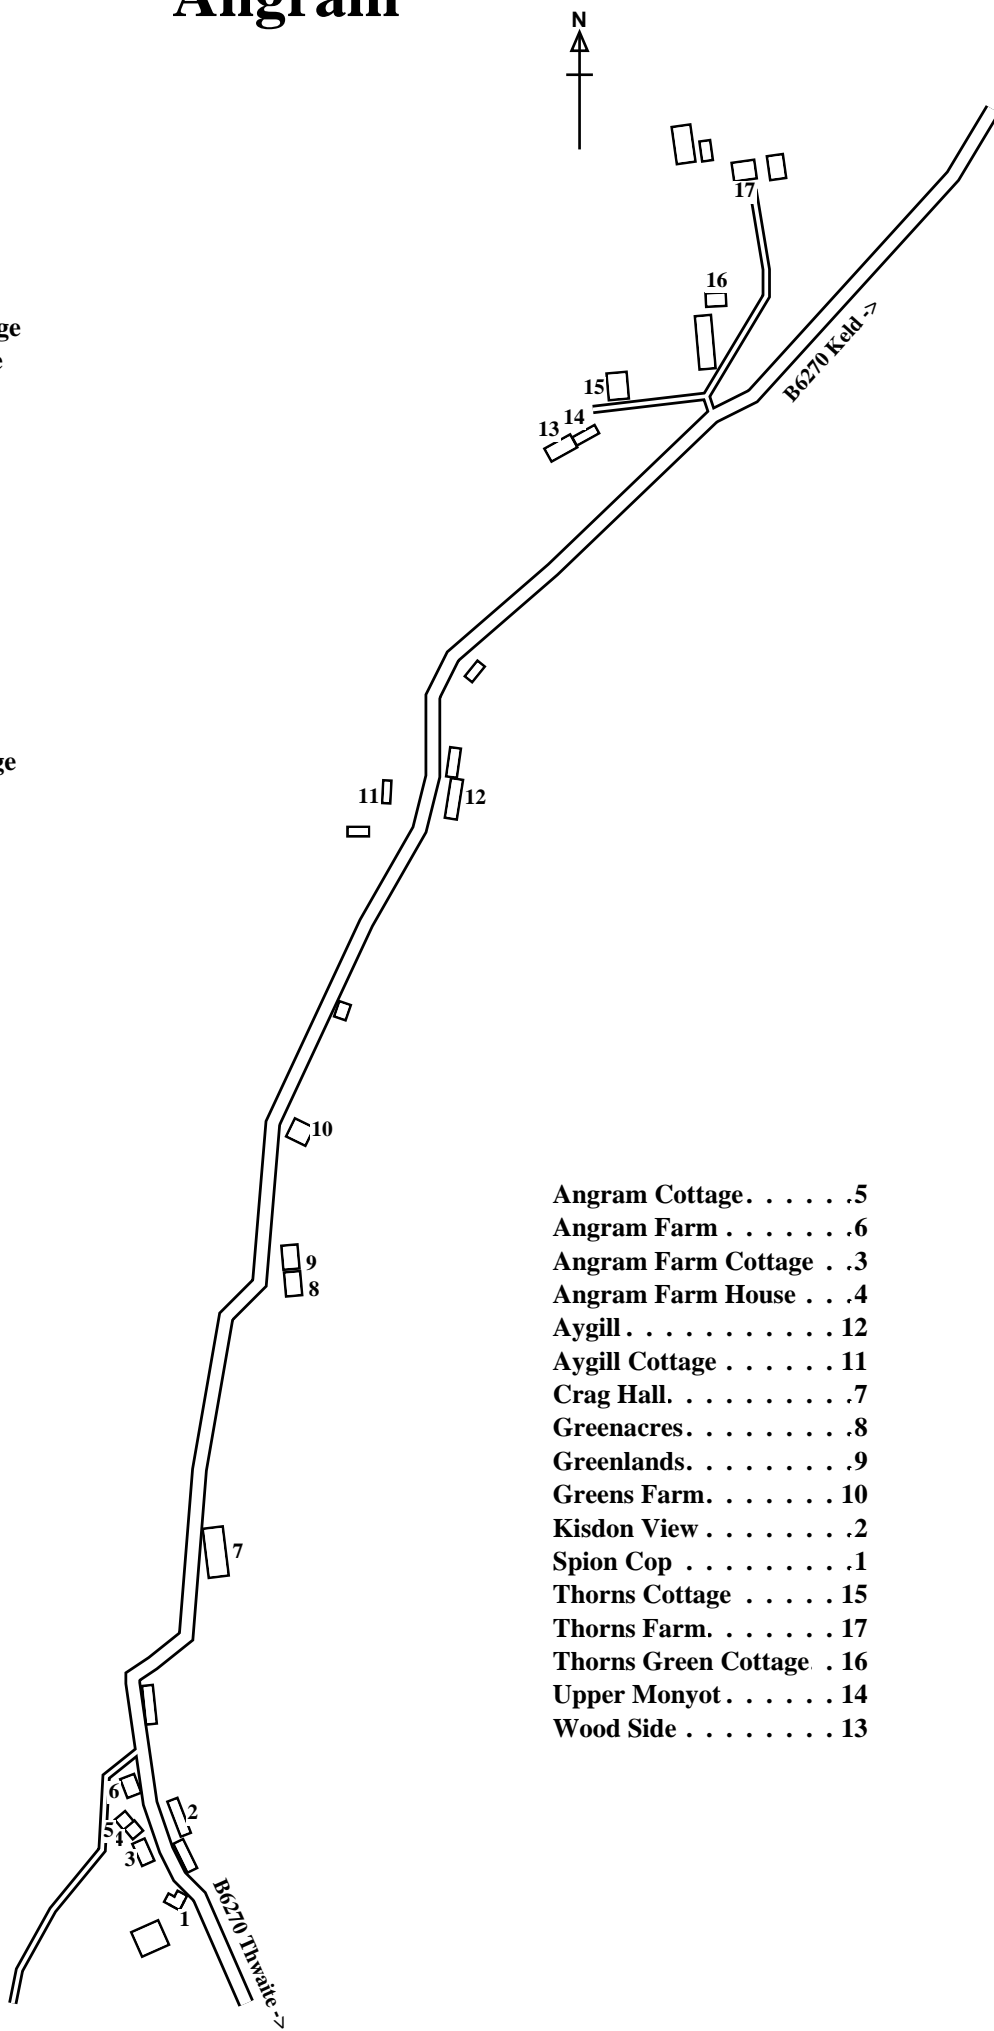 Angram
N
17
16
ge
e
15
14
13
B6270 Keld ->
ge
11
12
10
9
8
7
6
5
4
3
2
1
B6270 Thwaite ->
Angram Cottage. . . . . .5
Angram Farm . . . . . . .6
Angram Farm Cottage . .3
Angram Farm House . . .4
Aygill . . . . . . . . . . . 12
Aygill Cottage . . . . . . 11
Crag Hall. . . . . . . . . .7
Greenacres. . . . . . . . .8
Greenlands. . . . . . . . .9
Greens Farm. . . . . . . 10
Kisdon View . . . . . . . .2
Spion Cop . . . . . . . . .1
Thorns Cottage . . . . . 15
Thorns Farm. . . . . . . 17
Thorns Green Cottage . . 16
Upper Monyot . . . . . . 14
Wood Side . . . . . . . . 13